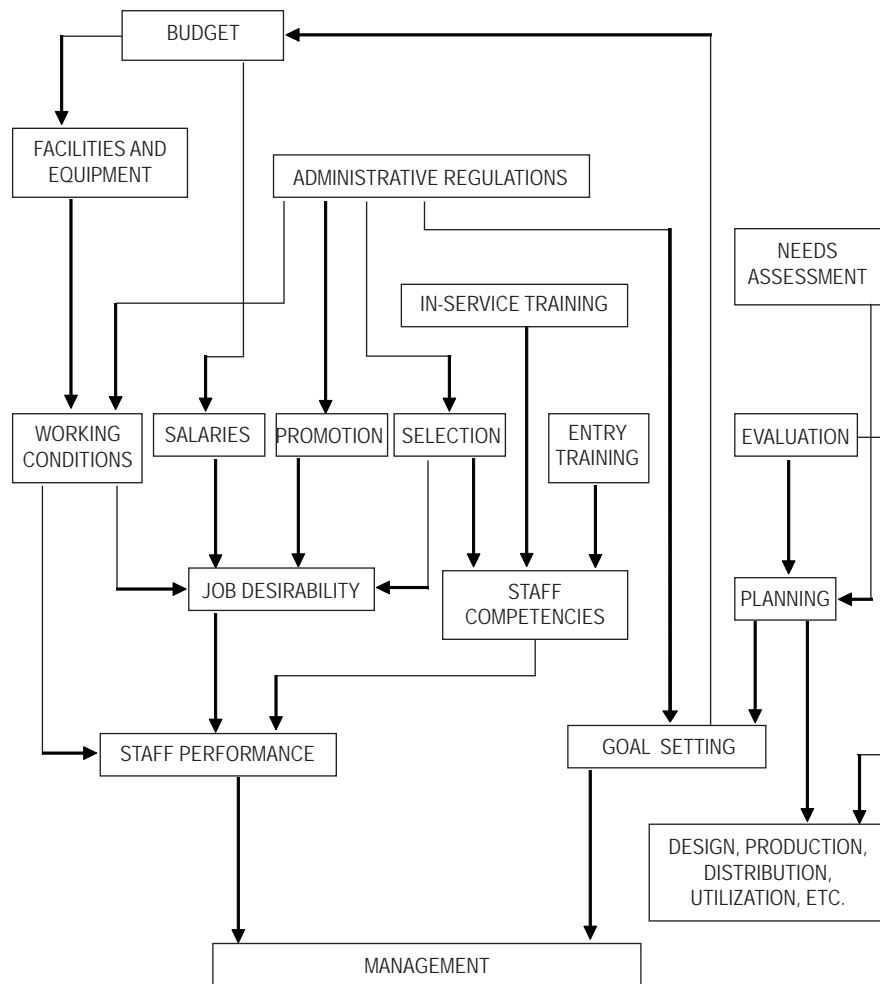 BUDGET
FACILITIES AND
EQUIPMENT
ADMINISTRATIVE REGULATIONS
NEEDS
ASSESSMENT
IN-SERVICE TRAINING
WORKING
CONDITIONS
SALARIES
PROMOTION
SELECTION
ENTRY
TRAINING
EVALUATION
JOB DESIRABILITY
STAFF
COMPETENCIES
PLANNING
STAFF PERFORMANCE
GOAL SETTING
DESIGN, PRODUCTION,
DISTRIBUTION,
UTILIZATION, ETC.
MANAGEMENT